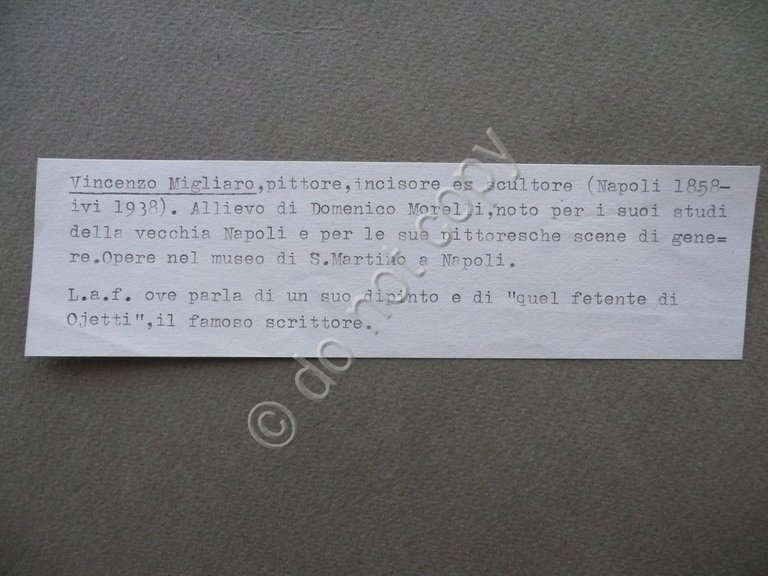 Vincenzo Migliaro,pittore,incisore ex scultore (Napoli 1858-
ivi 1938). Allievo di Domenico Morelli,noto per i suoi studi
della vecchia Napoli e per le sue pittoresche scene di gene=
re.Opere nel museo di S.Martino a Napoli.
L.a.f. ove parla di un suo dipinto e di "quel fetente di
Ojetti",il famoso scrittore.
© do not copy